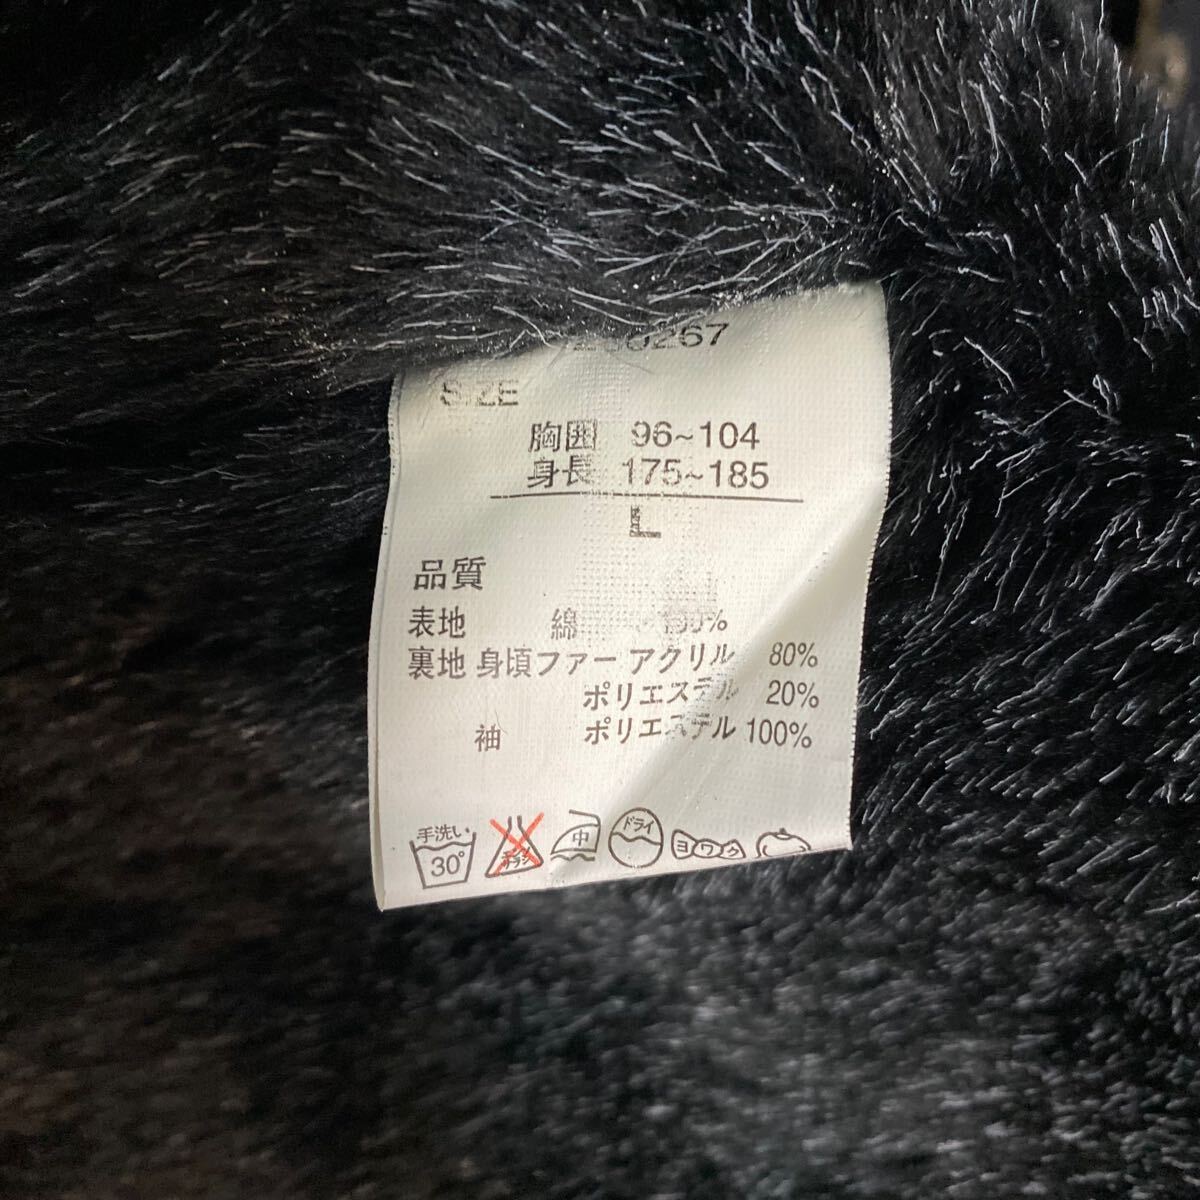 SIZE
胸囲 96~104
身長 175~185
L
品質
表地 綿 100%
裏地 身頃ファー アクリル 80%
ポリエステル 20%
袖 ポリエステル 100%
手洗い 30° 中 ドライ ヨワク